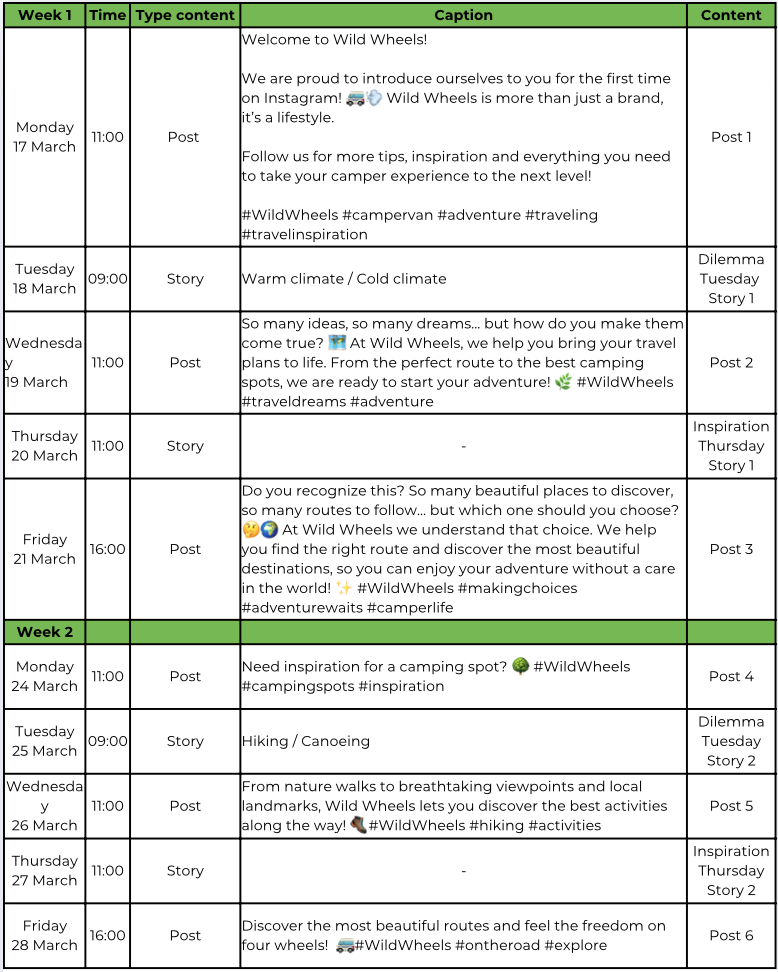 Week 1 Time Type content Caption Content
Monday
17 March
11:00
Post
Welcome to Wild Wheels!
We are proud to introduce ourselves to you for the first time
on Instagram! 🚐💨 Wild Wheels is more than just a brand,
it's a lifestyle.
Follow us for more tips, inspiration and everything you need
to take your camper experience to the next level!
#WildWheels #campervan #adventure #traveling
#travelinspiration
Post 1
Tuesday
18 March
09:00
Story
Warm climate / Cold climate
Dilemma
Tuesday
Story 1
Wednesda
y
19 March
11:00
Post
So many ideas, so many dreams... but how do you make them
come true? 🗺️ At Wild Wheels, we help you bring your travel
plans to life. From the perfect route to the best camping
spots, we are ready to start your adventure! 🌿 #WildWheels
#traveldreams #adventure
Post 2
Thursday
20 March
11:00
Story
-
Inspiration
Thursday
Story 1
Friday
21 March
16:00
Post
Do you recognize this? So many beautiful places to discover,
so many routes to follow... but which one should you choose?
🤔🌍 At Wild Wheels we understand that choice. We help
you find the right route and discover the most beautiful
destinations, so you can enjoy your adventure without a care
in the world! ✨ #WildWheels #makingchoices
#adventurewaits #camperlife
Post 3
Week 2
Monday
24 March
11:00
Post
Need inspiration for a camping spot? 🌳 #WildWheels
#campingspots #inspiration
Post 4
Tuesday
25 March
09:00
Story
Hiking / Canoeing
Dilemma
Tuesday
Story 2
Wednesda
y
26 March
11:00
Post
From nature walks to breathtaking viewpoints and local
landmarks, Wild Wheels lets you discover the best activities
along the way! 🥾#WildWheels #hiking #activities
Post 5
Thursday
27 March
11:00
Story
-
Inspiration
Thursday
Story 2
Friday
28 March
16:00
Post
Discover the most beautiful routes and feel the freedom on
four wheels! 🚐#WildWheels #ontheroad #explore
Post 6